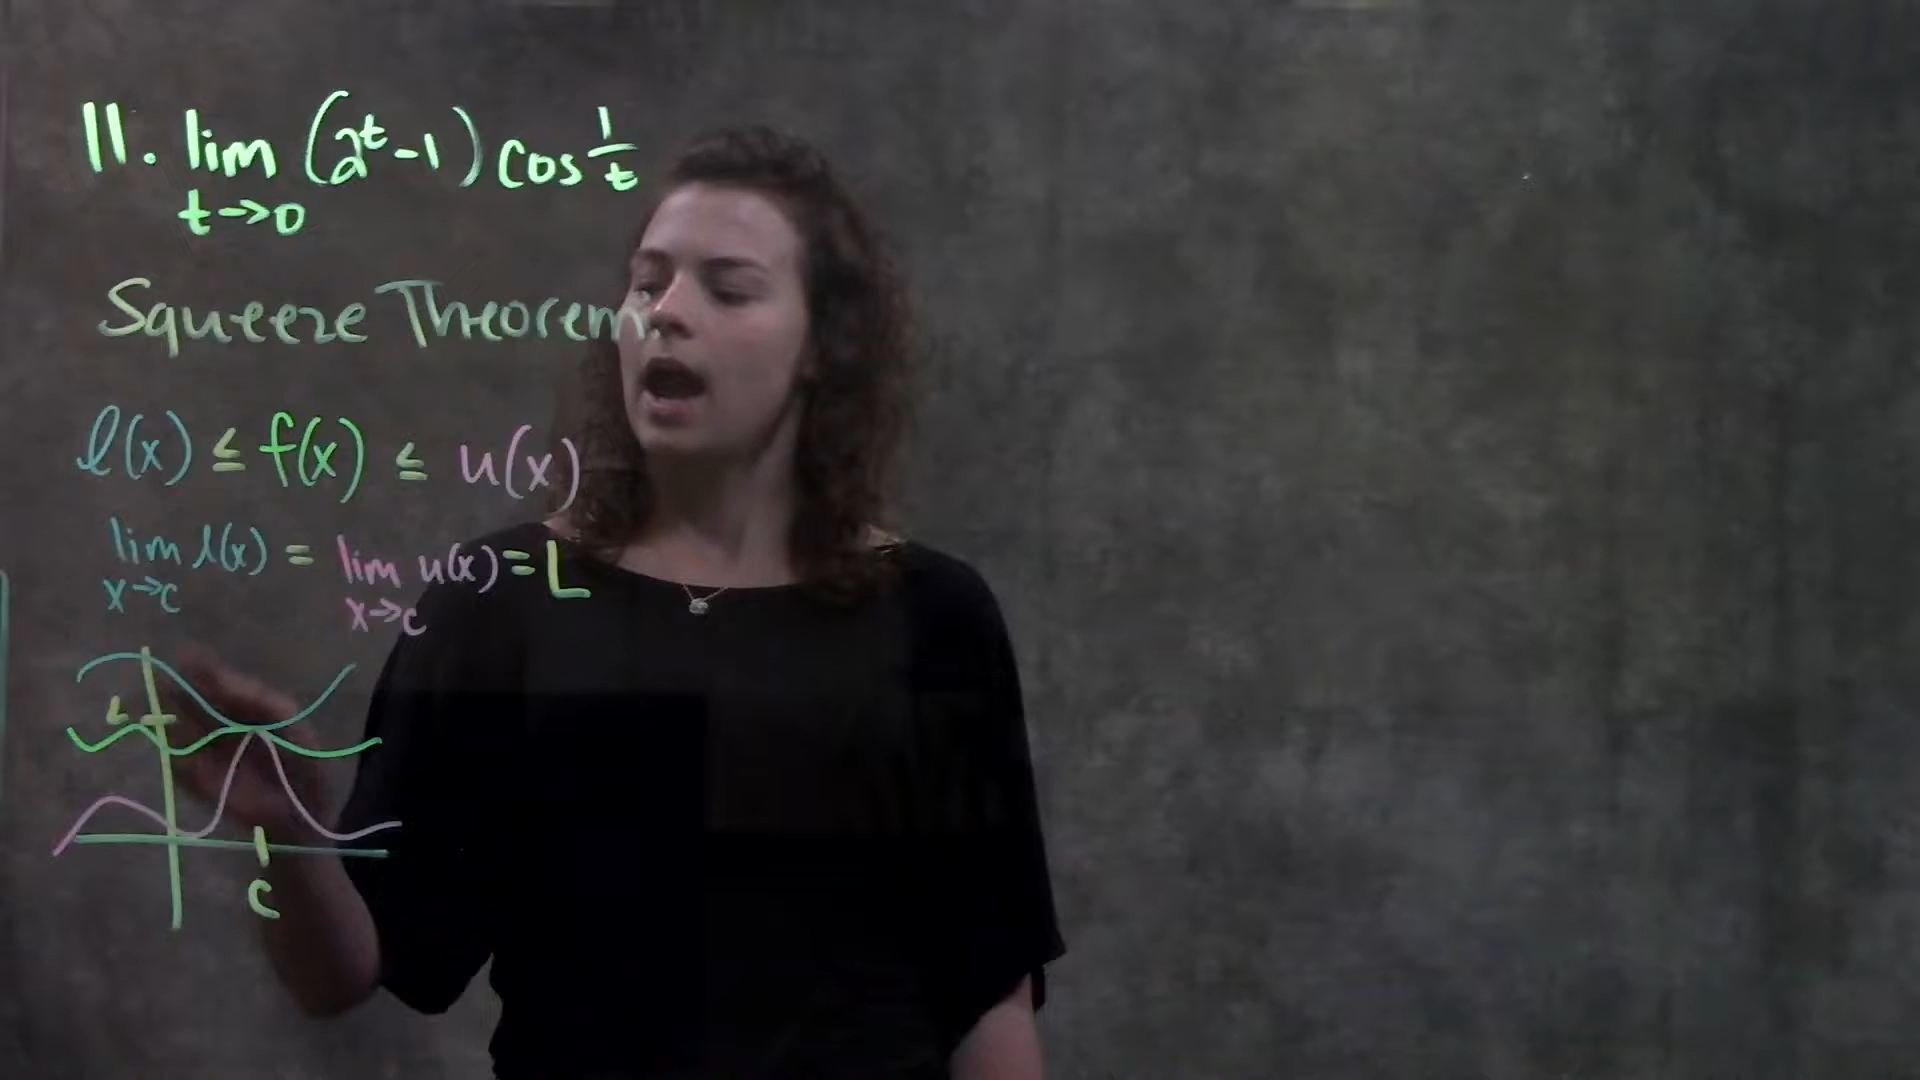 11. lim (2^t - 1) cos 1/t
t→0
Squeeze Theorem
l(x) ≤ f(x) ≤ u(x)
lim l(x) = lim u(x) = L
x→c x→c
L
c